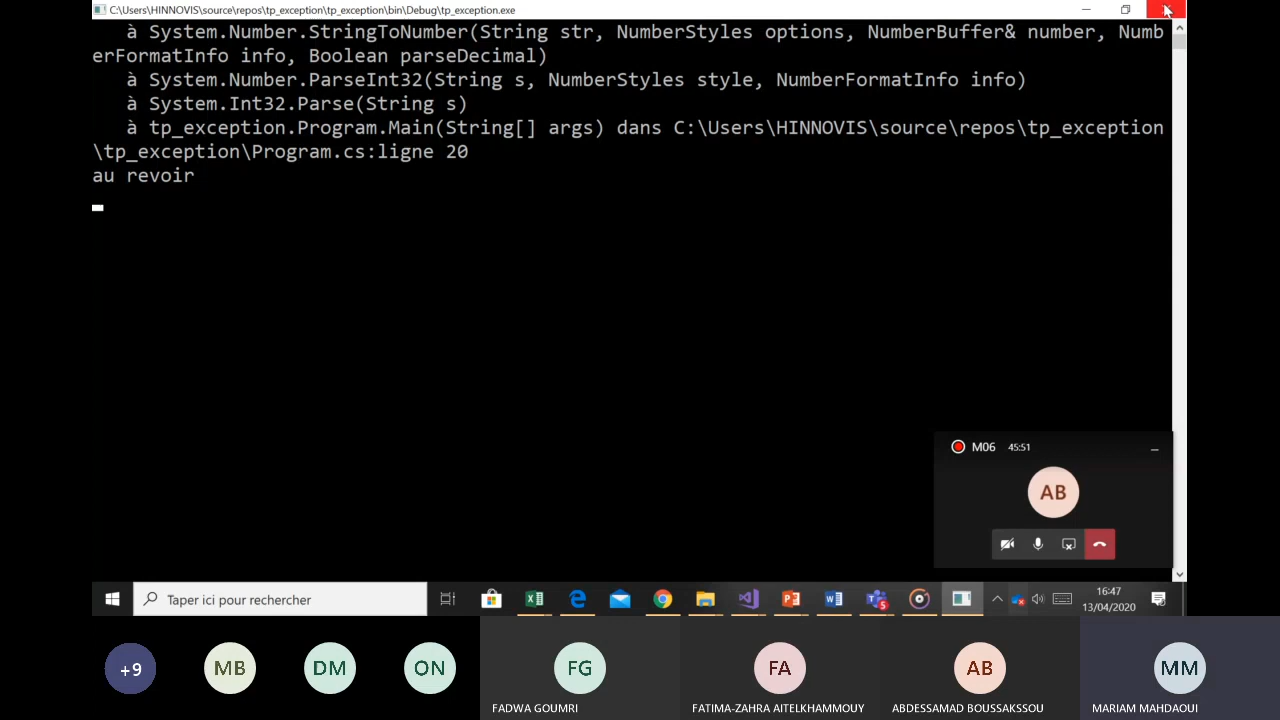 C:\Users\HINNOVIS\source\repos\tp_exception\tp_exception\bin\Debug\tp_exception.exe
à System.Number.StringToNumber(String str, NumberStyles options, NumberBuffer& number, Numb
erFormatInfo info, Boolean parseDecimal)
à System.Number.ParseInt32(String s, NumberStyles style, NumberFormatInfo info)
à System.Int32.Parse(String s)
à tp_exception.Program.Main(String[] args) dans C:\Users\HINNOVIS\source\repos\tp_exception
\tp_exception\Program.cs:ligne 20
au revoir
M06 45:51
AB
Taper ici pour rechercher
16:47
13/04/2020
+9
MB
DM
ON
FG
FA
AB
MM
FADWA GOUMRI
FATIMA-ZAHRA AITELKHAMMOUY
ABDESSAMAD BOUSSAKSSOU
MARIAM MAHDAOUI